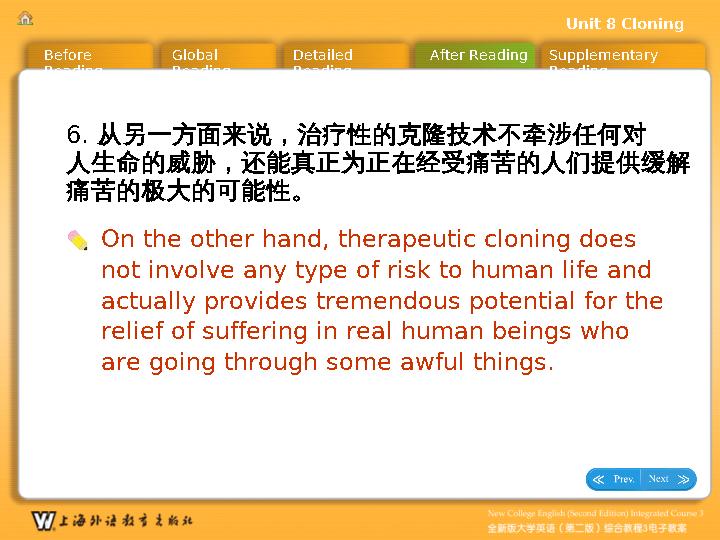 Unit 8 Cloning
Before Reading
Global Reading
Detailed Reading
After Reading
Supplementary Reading
6. 从另一方面来说，治疗性的克隆技术不牵涉任何对
人生命的威胁，还能真正为正在经受痛苦的人们提供缓解
痛苦的极大的可能性。
On the other hand, therapeutic cloning does
not involve any type of risk to human life and
actually provides tremendous potential for the
relief of suffering in real human beings who
are going through some awful things.
Prev. Next
W 上海外语教育出版社
New College English (Second Edition) Integrated Course 3
全新版大学英语（第二版）综合教程3电子教案